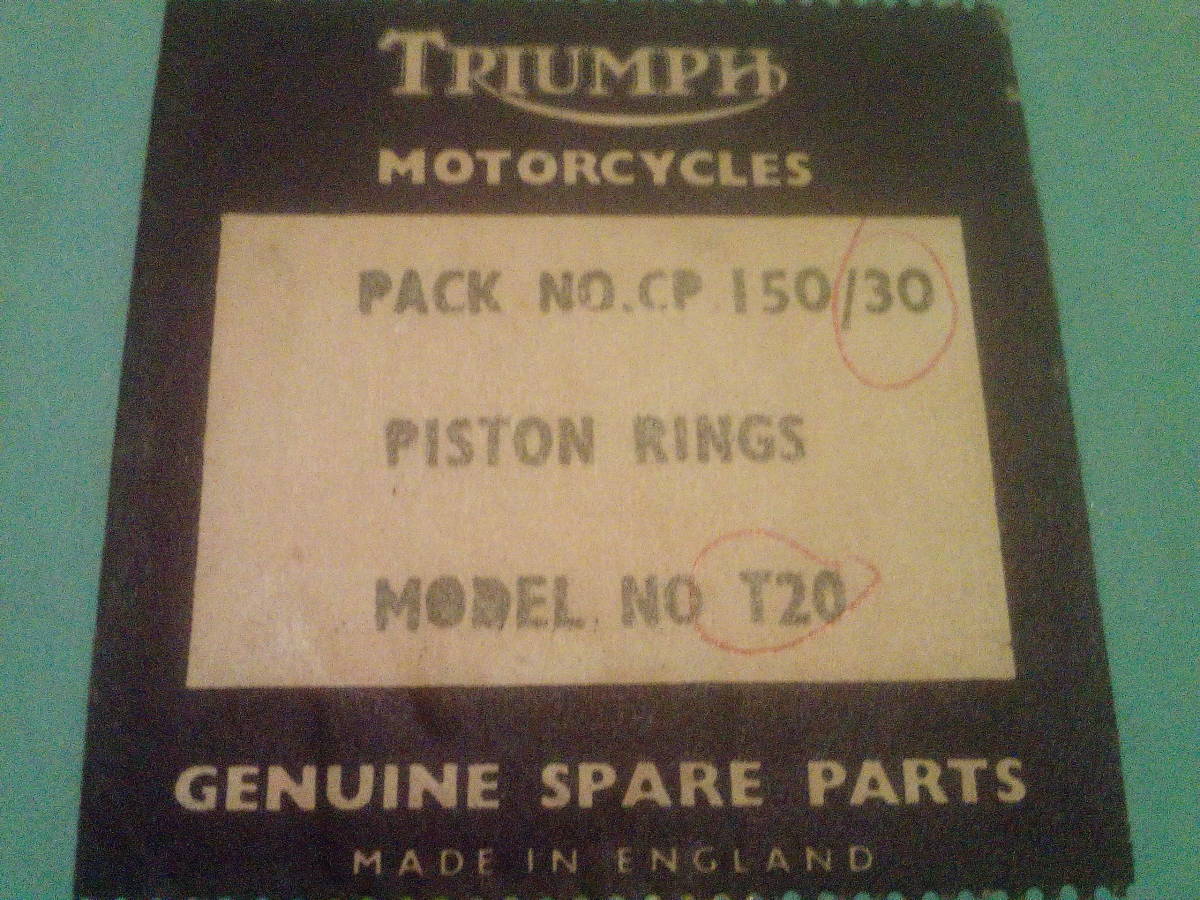 TRIUMPH
MOTORCYCLES
PACK NO.CP 150/30
PISTON RINGS
MODEL NO T20
GENUINE SPARE PARTS
MADE IN ENGLAND